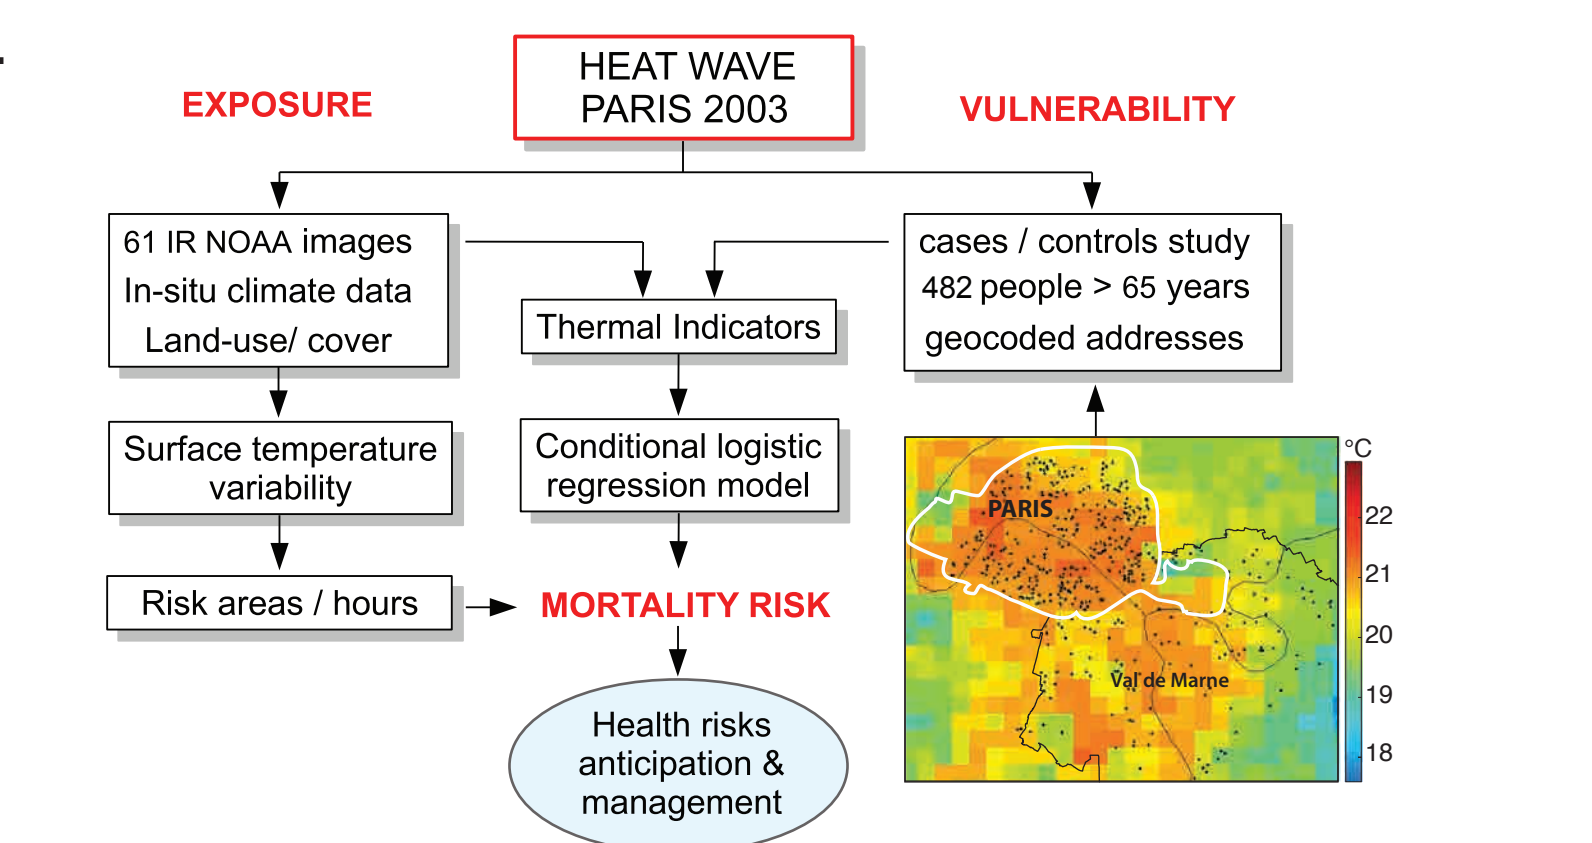 HEAT WAVE
PARIS 2003
EXPOSURE
VULNERABILITY
61 IR NOAA images
In-situ climate data
Land-use/ cover
cases / controls study
482 people > 65 years
geocoded addresses
Thermal Indicators
Surface temperature
variability
Conditional logistic
regression model
Risk areas / hours
MORTALITY RISK
Health risks
anticipation &
management
°C
22
21
20
19
18
PARIS
Val de Marne